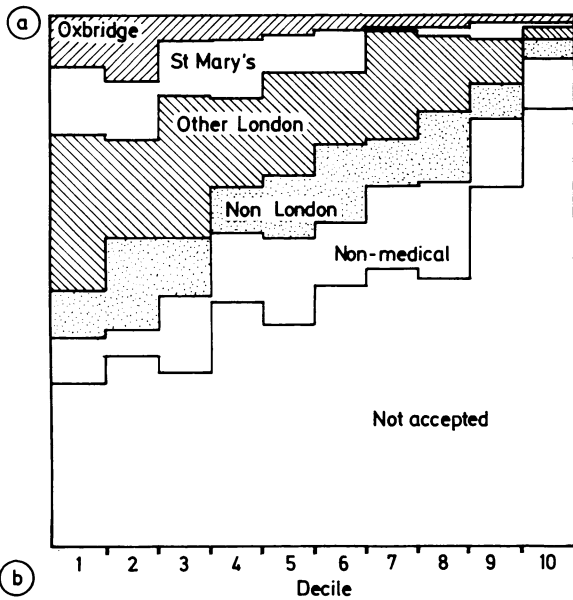 a
Oxbridge
St Mary's
Other London
Non London
Non-medical
Not accepted
1 2 3 4 5 6 7 8 9 10
b
Decile